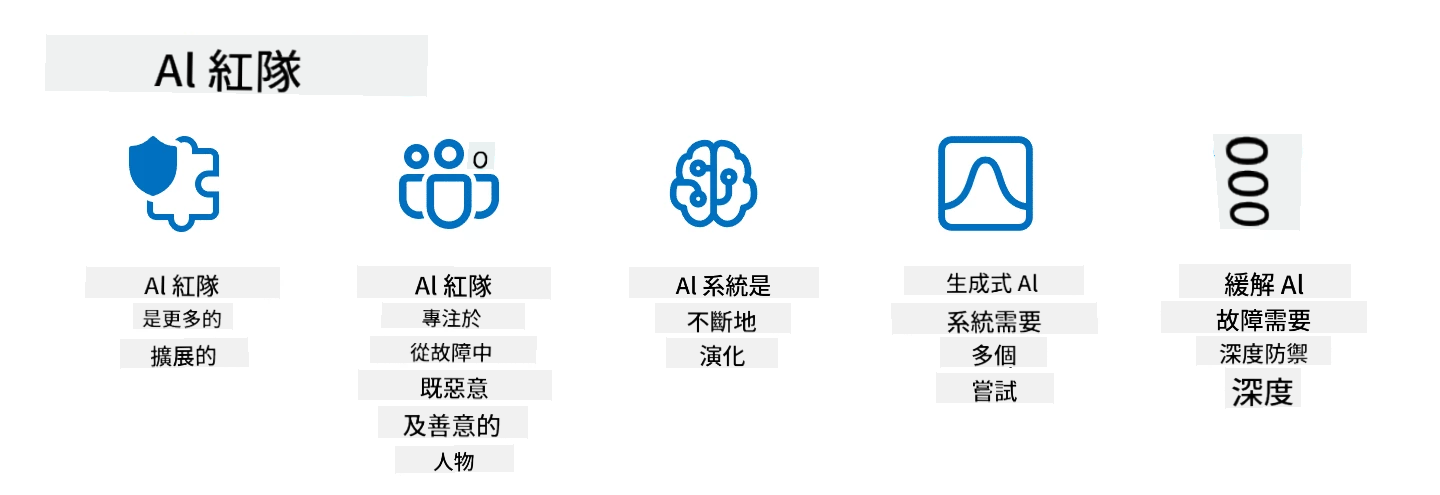 AI 紅隊
o
000
AI 紅隊
是更多的
擴展的
AI 紅隊
專注於
從故障中
既惡意
及善意的
人物
AI 系統是
不斷地
演化
生成式 AI
系統需要
多個
嘗試
緩解 AI
故障需要
深度防禦
深度